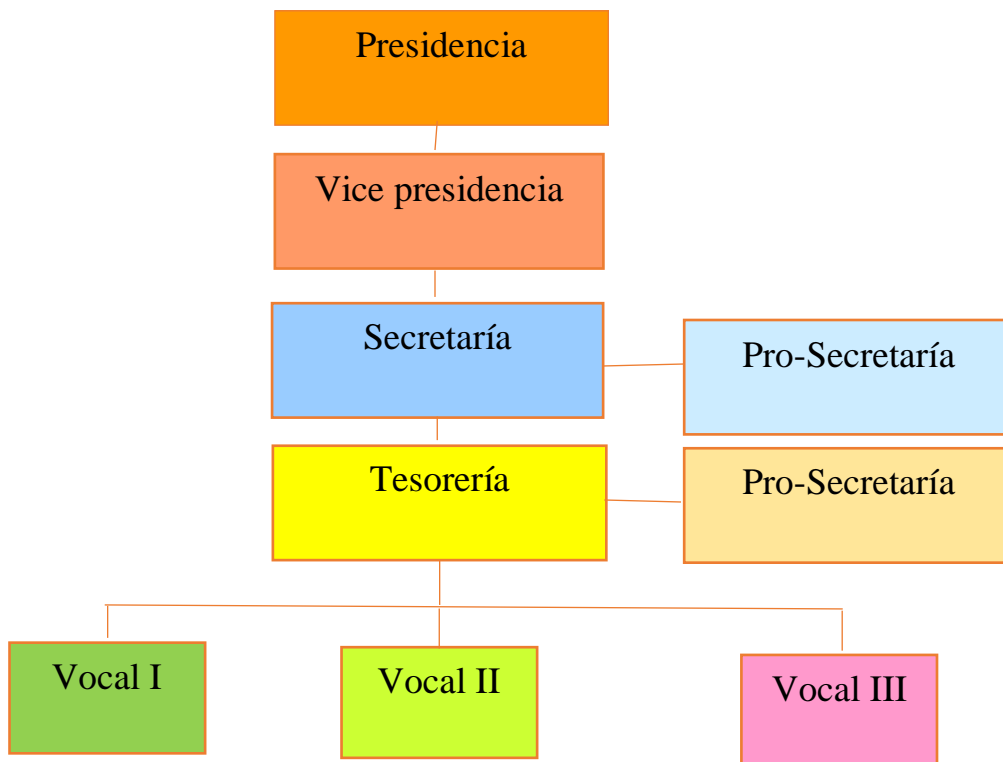 Presidencia
Vice presidencia
Secretaría
Pro-Secretaría
Tesorería
Pro-Secretaría
Vocal I
Vocal II
Vocal III